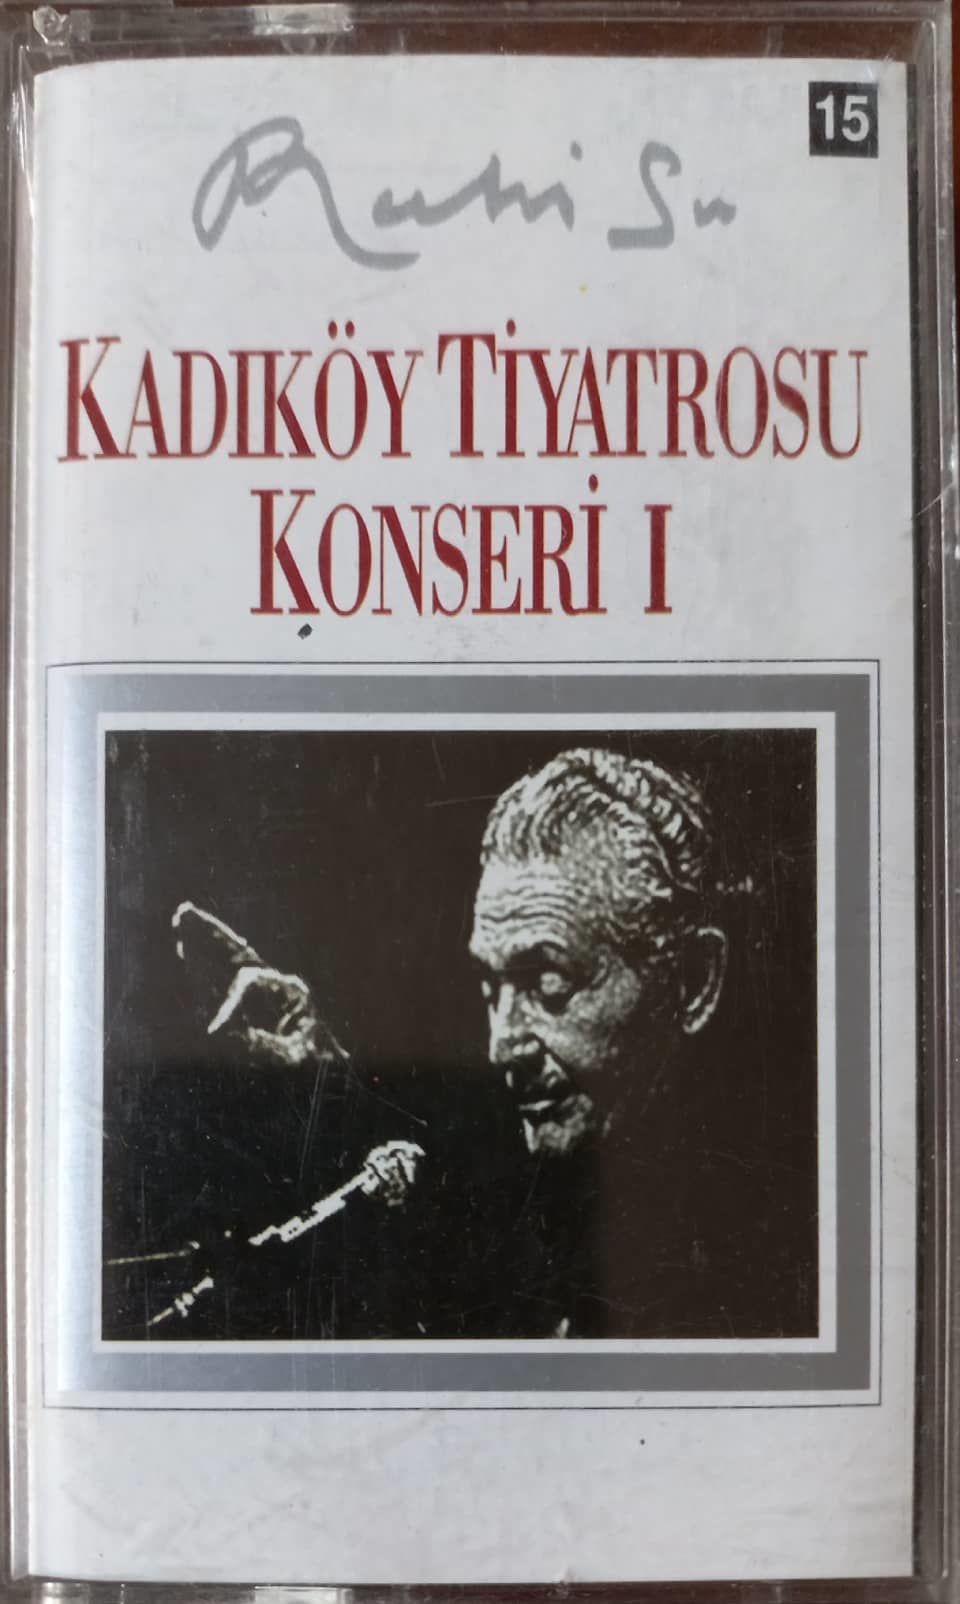 15
Ruhi Su
KADIKÖY TİYATROSU
KONSERİ I